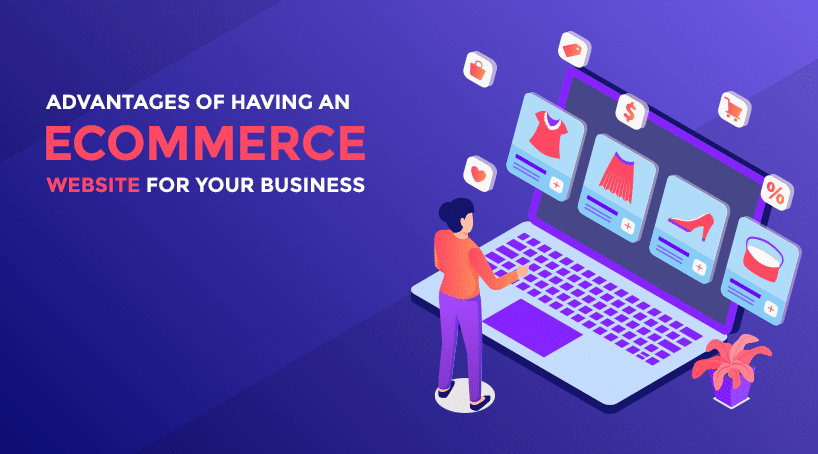 ADVANTAGES OF HAVING AN
ECOMMERCE
WEBSITE FOR YOUR BUSINESS
$
%